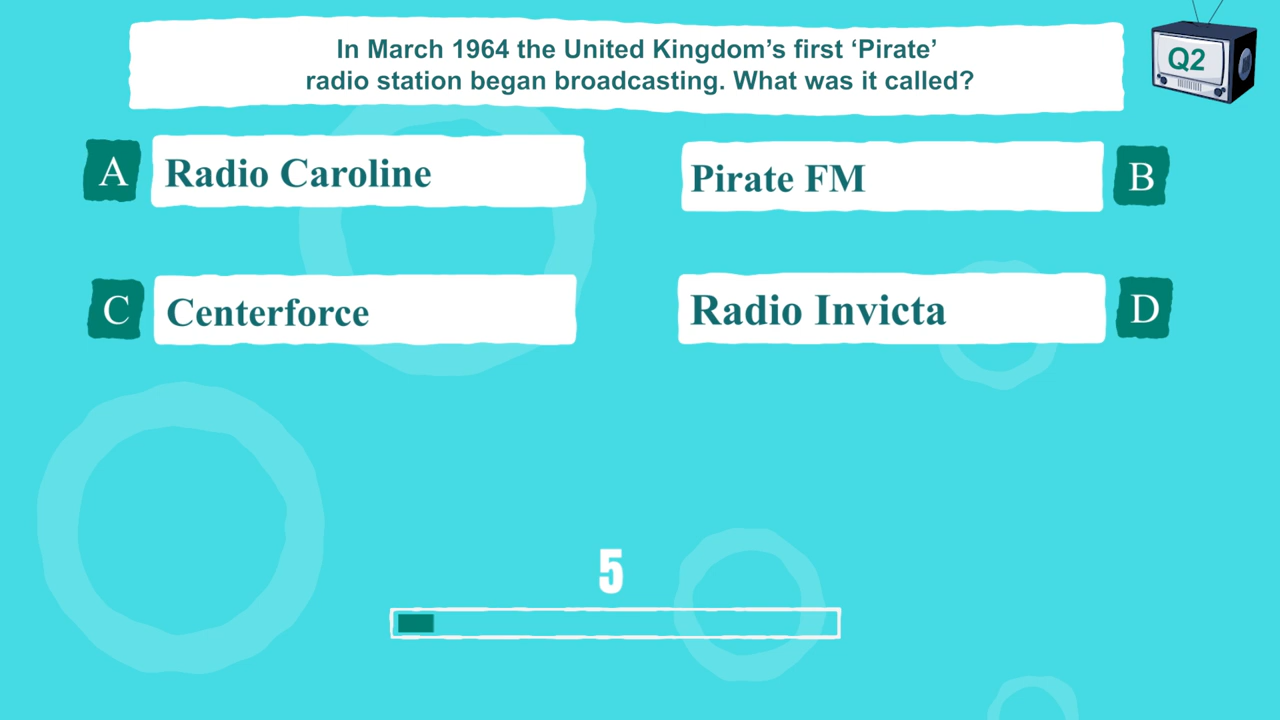 In March 1964 the United Kingdom’s first ‘Pirate’
radio station began broadcasting. What was it called?
Q2
A Radio Caroline
Pirate FM B
C Centerforce
Radio Invicta D
5